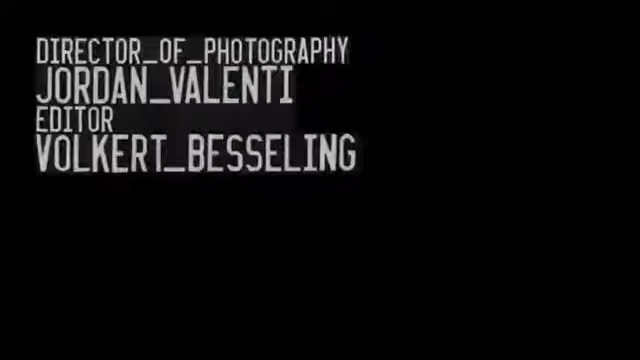 DIRECTOR_OF_PHOTOGRAPHY
JORDAN_VALENTI
EDITOR
VOLKERT_BESSELING